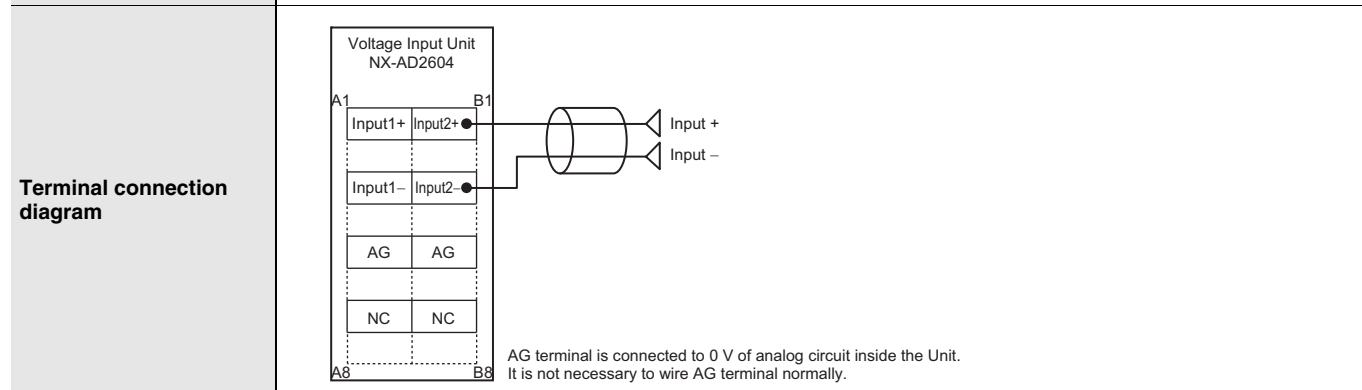 Terminal connection
diagram
Voltage Input Unit
NX-AD2604
A1 B1
Input1+ Input2+ Input +
Input –
Input1– Input2–
AG AG
NC NC
A8 B8
AG terminal is connected to 0 V of analog circuit inside the Unit.
It is not necessary to wire AG terminal normally.